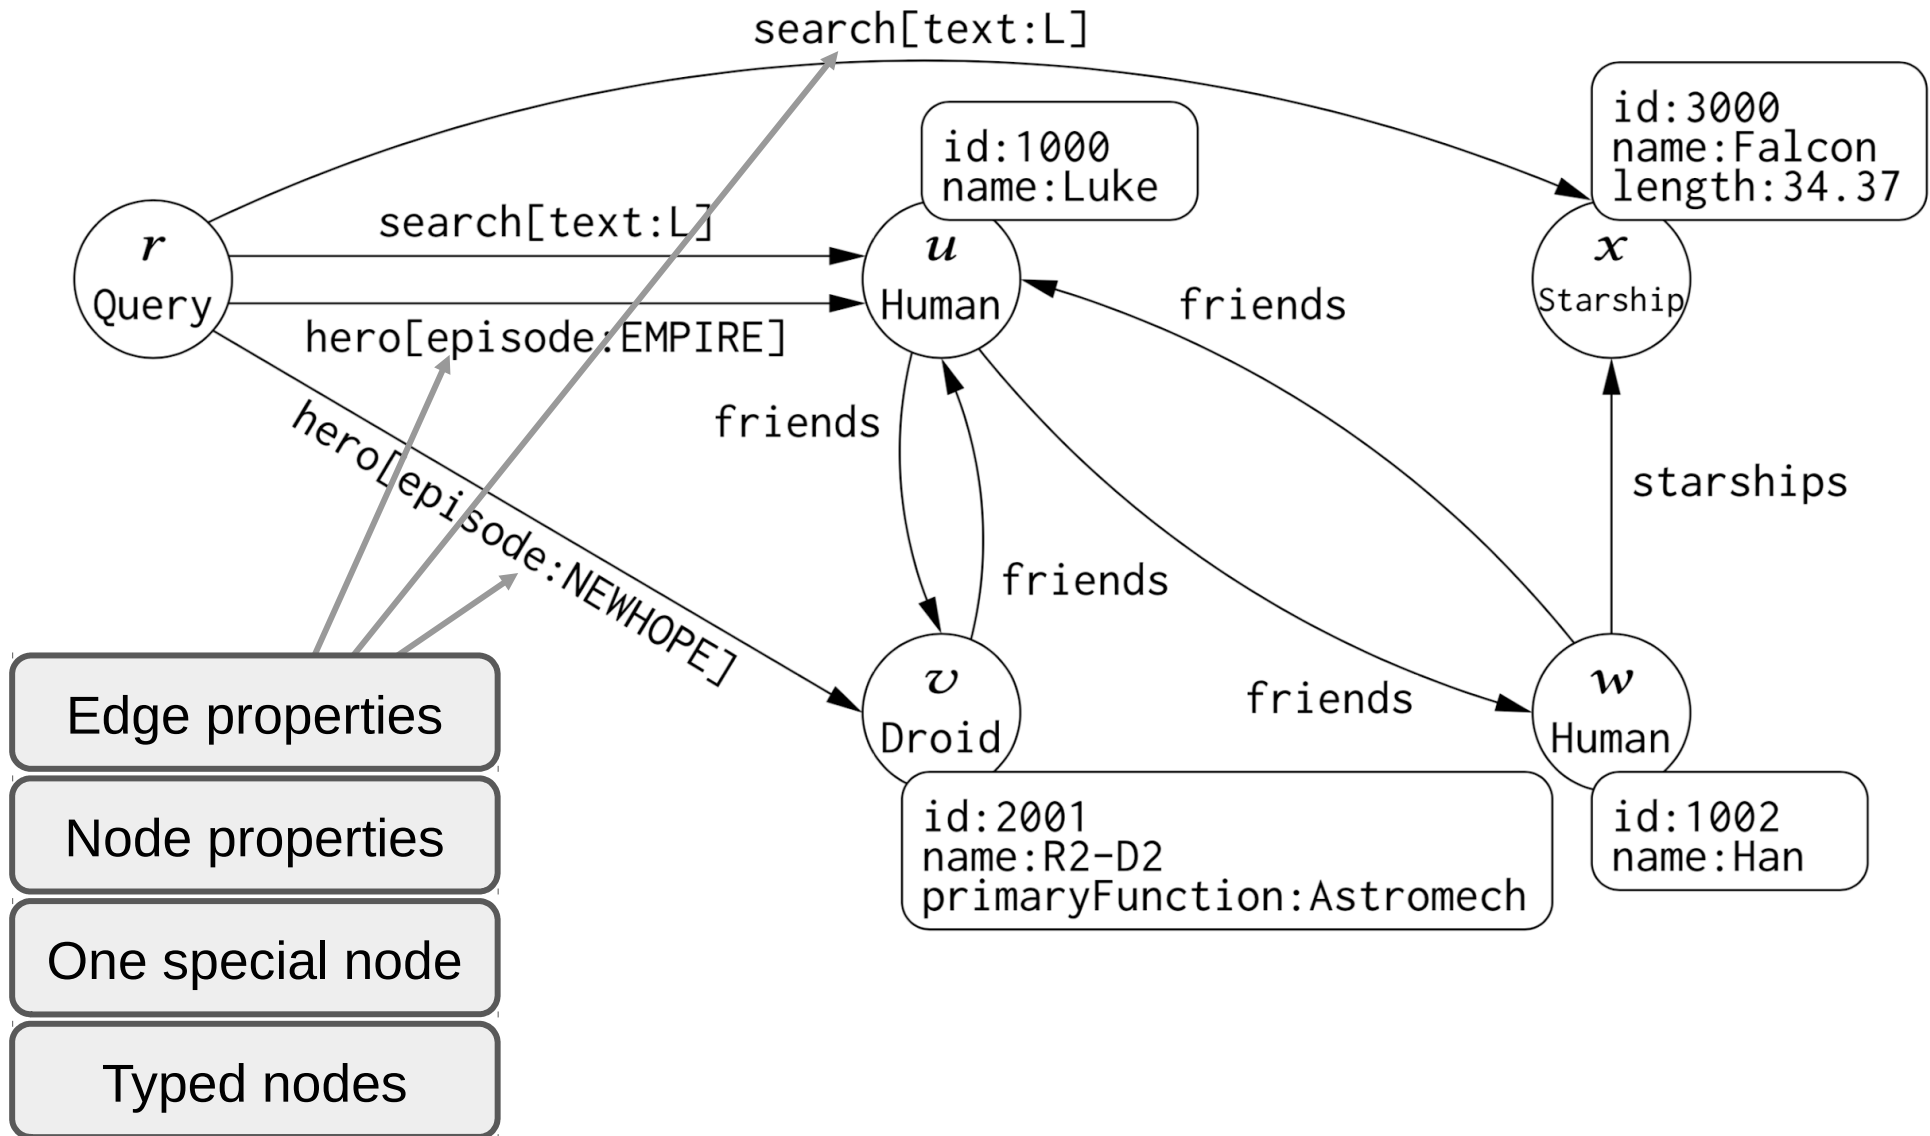 search[text:L]
id:3000
name:Falcon
length:34.37
id:1000
name:Luke
search[text:L]
r
Query
u
Human
x
Starship
hero[episode:EMPIRE]
friends
friends
hero[episode:NEWHOPE]
starships
friends
friends
v
Droid
w
Human
id:2001
name:R2-D2
primaryFunction:Astromech
id:1002
name:Han
Edge properties
Node properties
One special node
Typed nodes